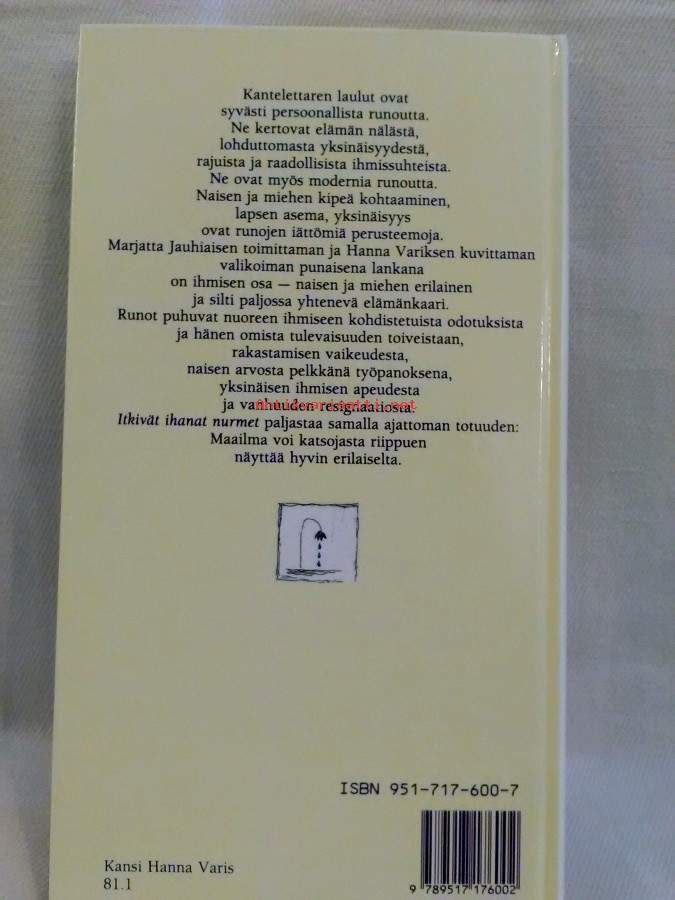 Kantelettaren laulut ovat
syvästi persoonallista runoutta.
Ne kertovat elämän nälästä,
lohduttomasta yksinäisyydestä,
rajuista ja raadollisista ihmissuhteista.
Ne ovat myös modernia runoutta.
Naisen ja miehen kipeä kohtaaminen,
lapsen asema, yksinäisyys
ovat runojen iättömiä perusteemoja.
Marjatta Jauhiaisen toimittaman ja Hanna Variksen kuvittaman
valikoiman punaisena lankana
on ihmisen osa — naisen ja miehen erilainen
ja silti paljossa yhtenevä elämänkaari.
Runot puhuvat nuoreen ihmiseen kohdistetuista odotuksista
ja hänen omista tulevaisuuden toiveistaan,
rakastamisen vaikeudesta,
naisen arvosta pelkkänä työpanoksena,
yksinäisen ihmisen apeudesta
ja vanhuuden resignaatiosta.
Antikvariaatti.net
Itkivät ihanat nurmet paljastaa samalla ajattoman totuuden:
Maailma voi katsojasta riippuen
näyttää hyvin erilaiselta.
ISBN 951-717-600-7
Kansi Hanna Varis
81.1
9 789517 176002